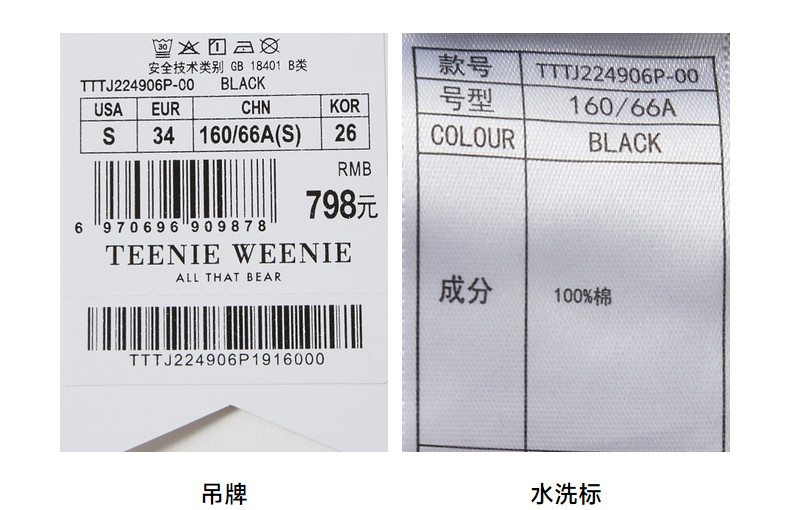 安全技术类别 GB 18401 B类
TTTJ224906P-00 BLACK
USA EUR CHN KOR
S 34 160/66A(S) 26
RMB
798元
6 970696 909878
TEENIE WEENIE
ALL THAT BEAR
TTTJ224906P1916000
吊牌
款号 TTTJ224906P-00
号型 160/66A
COLOUR BLACK
成分 100%棉
水洗标